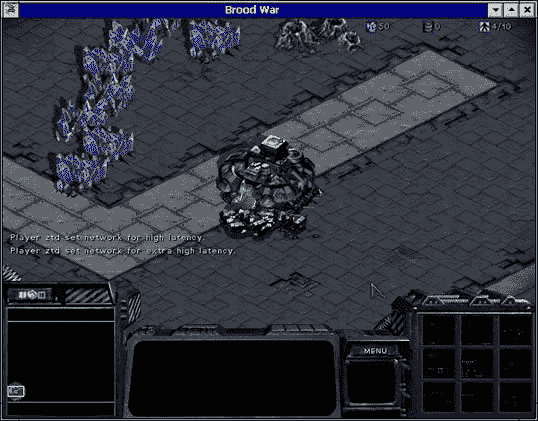 Brood War
50 0 4/10
Player ztd set network for high latency.
Player ztd set network for extra high latency.
MENU